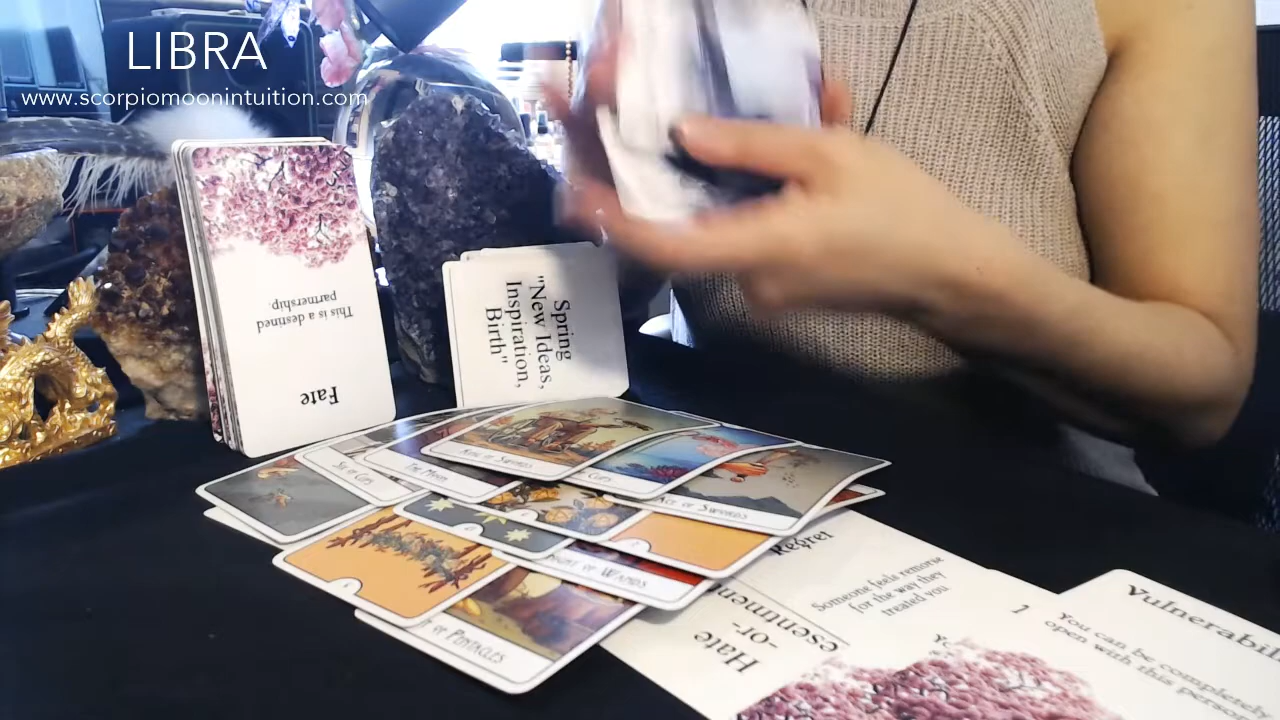 LIBRA
www.scorpiomoonintuition.com
This is a destined
partnership.
Fate
Spring
"New Ideas,
Inspiration,
Birth"
Six of Cups
The Moon
King of Swords
Cups
Ace of Swords
of Wands
of Pentacles
Regret
Someone feels remorse
for the way they
treated you
Hate
-or-
1
You can be completely
open with this person